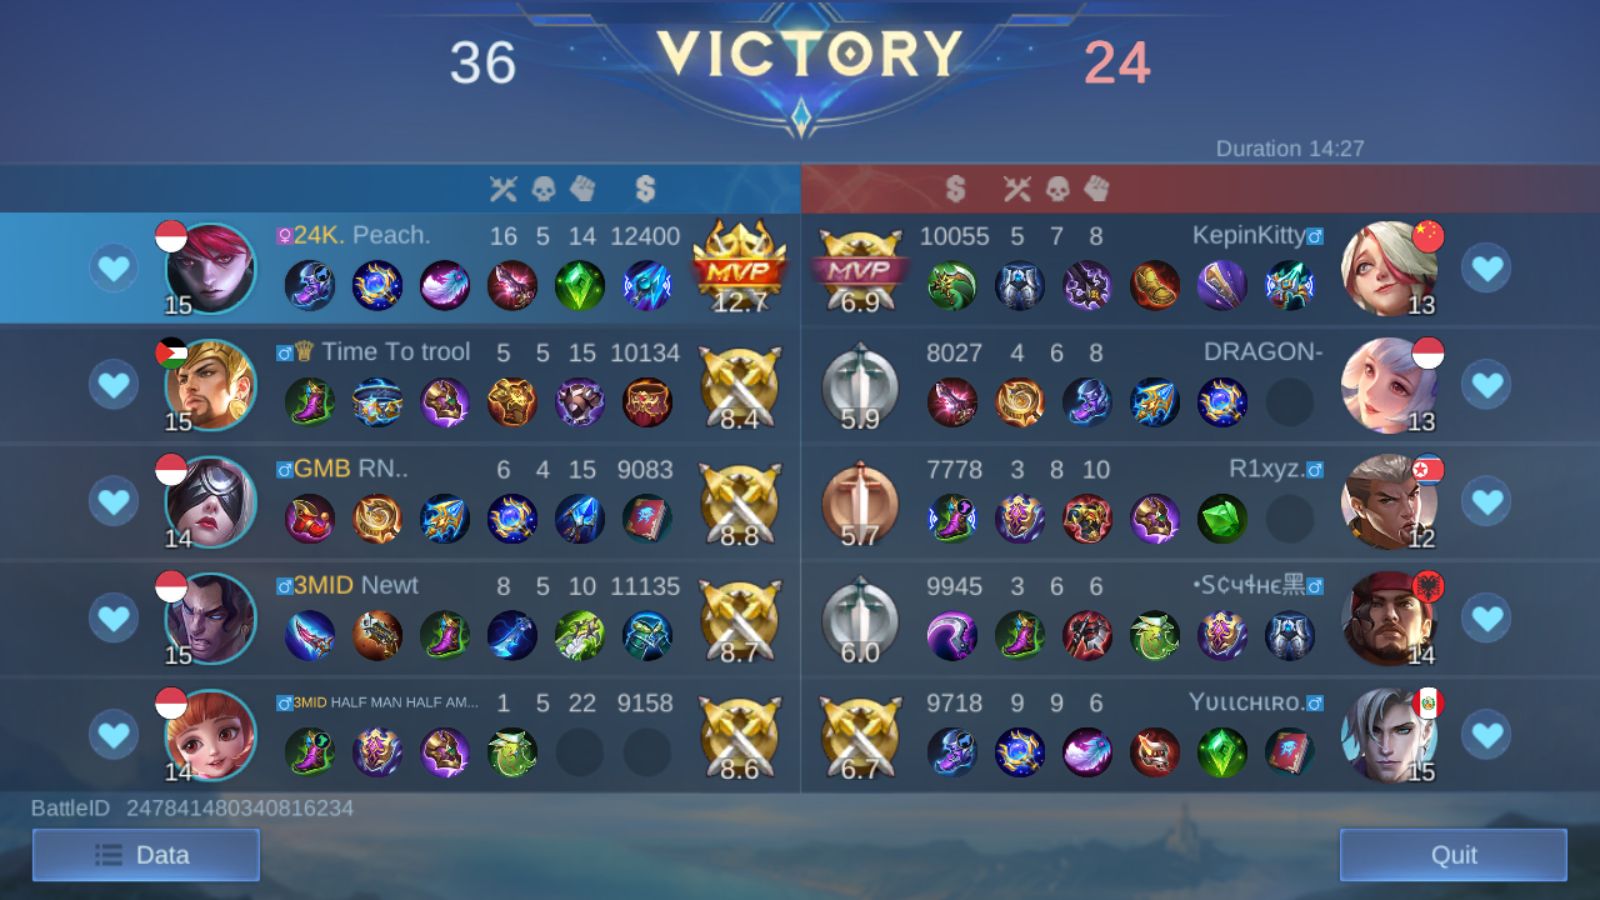 36 VICTORY 24
Duration 14:27
24K. Peach. 16 5 14 12400 MVP 12.7 15
MVP 6.9 10055 5 7 8 KepinKitty 13
Time To trool 5 5 15 10134 8.4 15
5.9 8027 4 6 8 DRAGON- 13
GMB RN.. 6 4 15 9083 8.8 14
5.7 7778 3 8 10 R1xyz. 12
3MID Newt 8 5 10 11135 8.7 15
6.0 9945 3 6 6 14
3MID HALF MAN HALF AM... 1 5 22 9158 8.6 14
6.7 9718 9 9 6 Yυιιcнιro. 15
BattleID 247841480340816234
Data
Quit